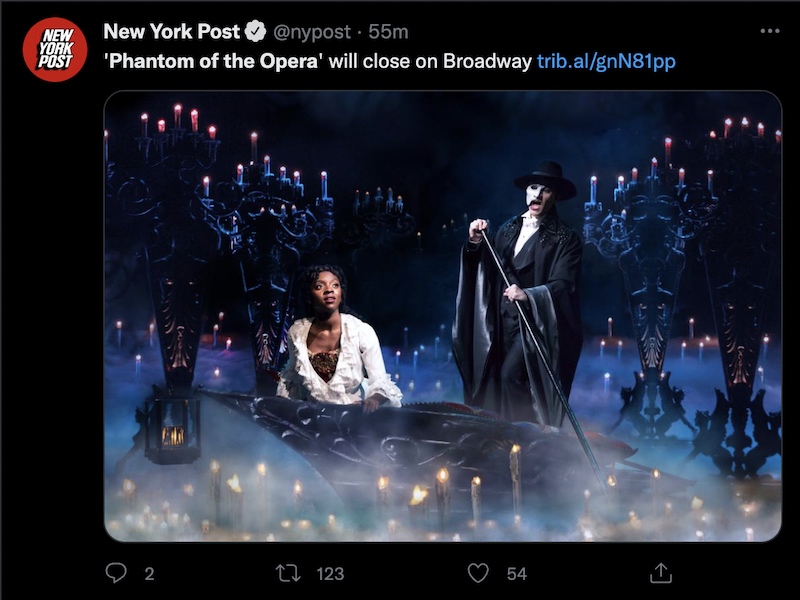 NEW
YORK
POST
New York Post @nypost · 55m
'Phantom of the Opera' will close on Broadway trib.al/gnN81pp
2 123 54